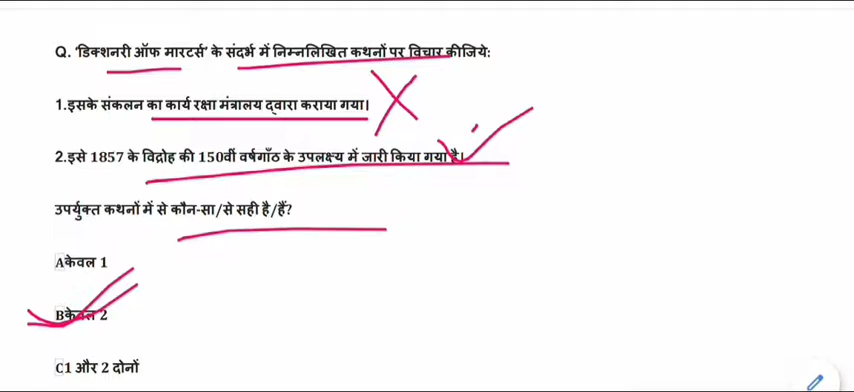 Q. 'डिक्शनरी ऑफ मारटर्स' के संदर्भ में निम्नलिखित कथनों पर विचार कीजिये:
1.इसके संकलन का कार्य रक्षा मंत्रालय द्वारा कराया गया।
2.इसे 1857 के विद्रोह की 150वीं वर्षगाँठ के उपलक्ष्य में जारी किया गया है।
उपर्युक्त कथनों में से कौन-सा/से सही है/हैं?
Aकेवल 1
Bकेवल 2
C1 और 2 दोनों